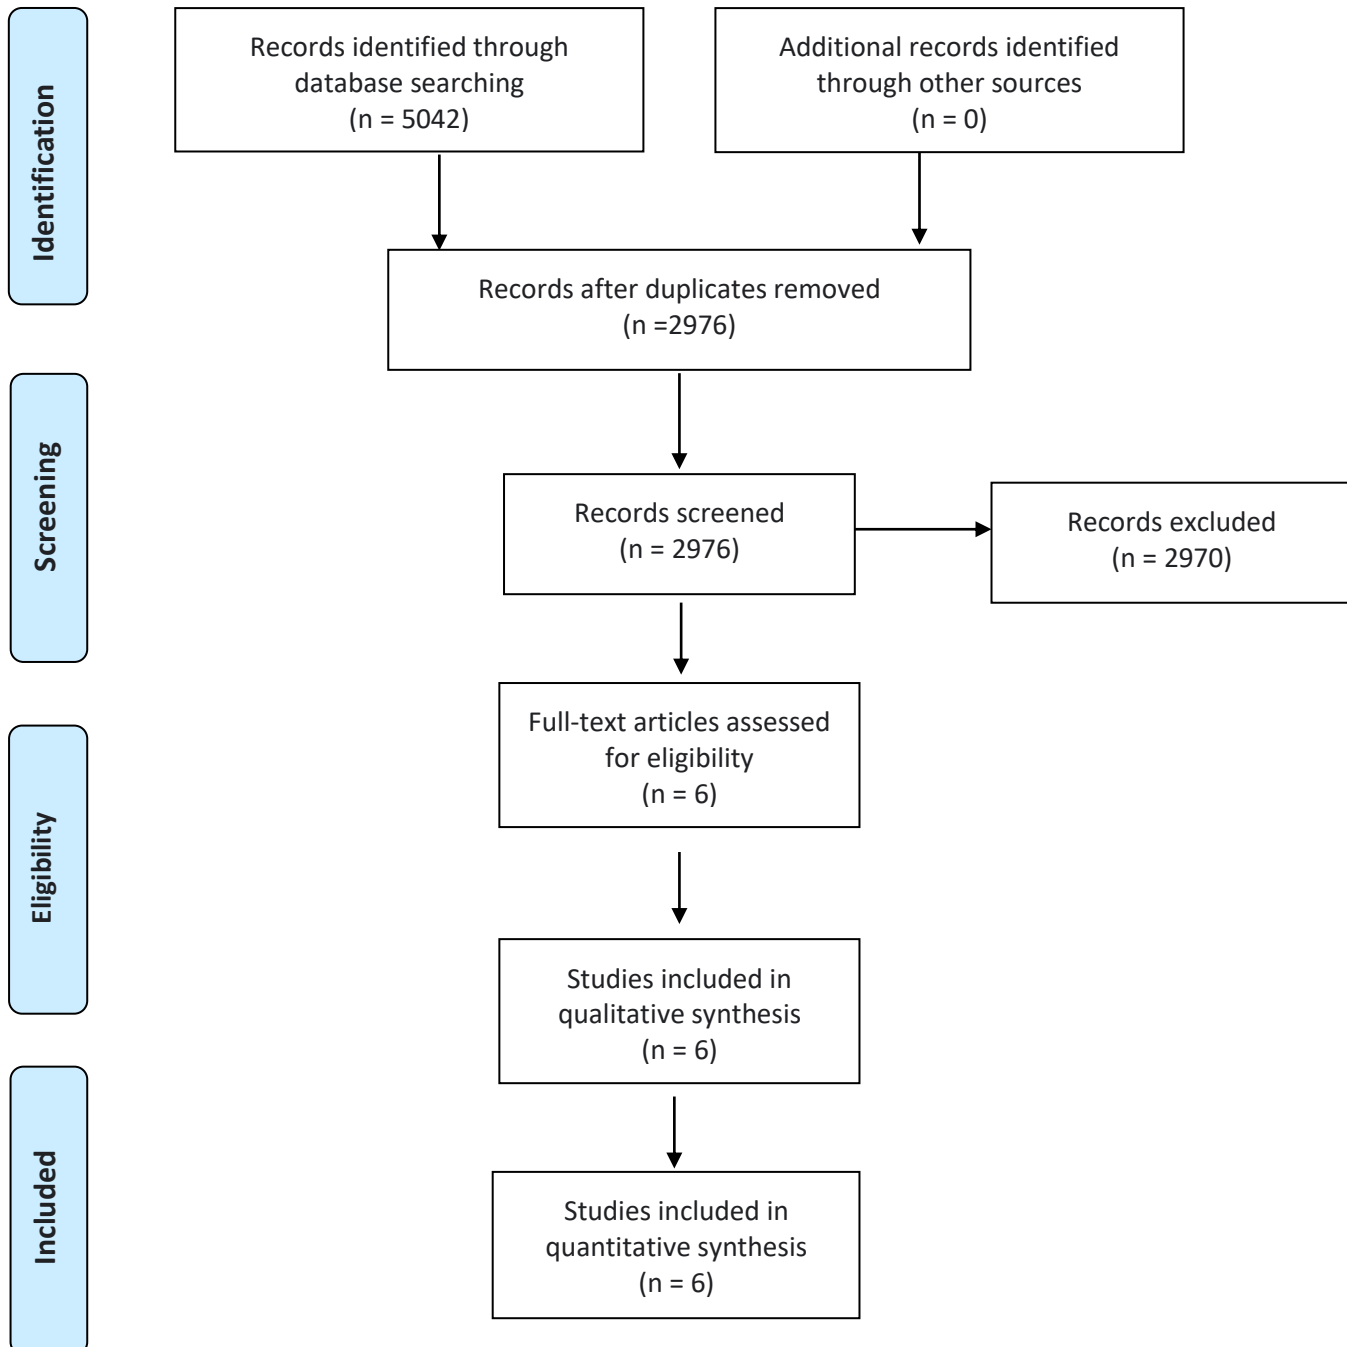 Identification
Records identified through
database searching
(n = 5042)
Additional records identified
through other sources
(n = 0)
Records after duplicates removed
(n =2976)
Screening
Records screened
(n = 2976)
Records excluded
(n = 2970)
Eligibility
Full-text articles assessed
for eligibility
(n = 6)
Studies included in
qualitative synthesis
(n = 6)
Included
Studies included in
quantitative synthesis
(n = 6)